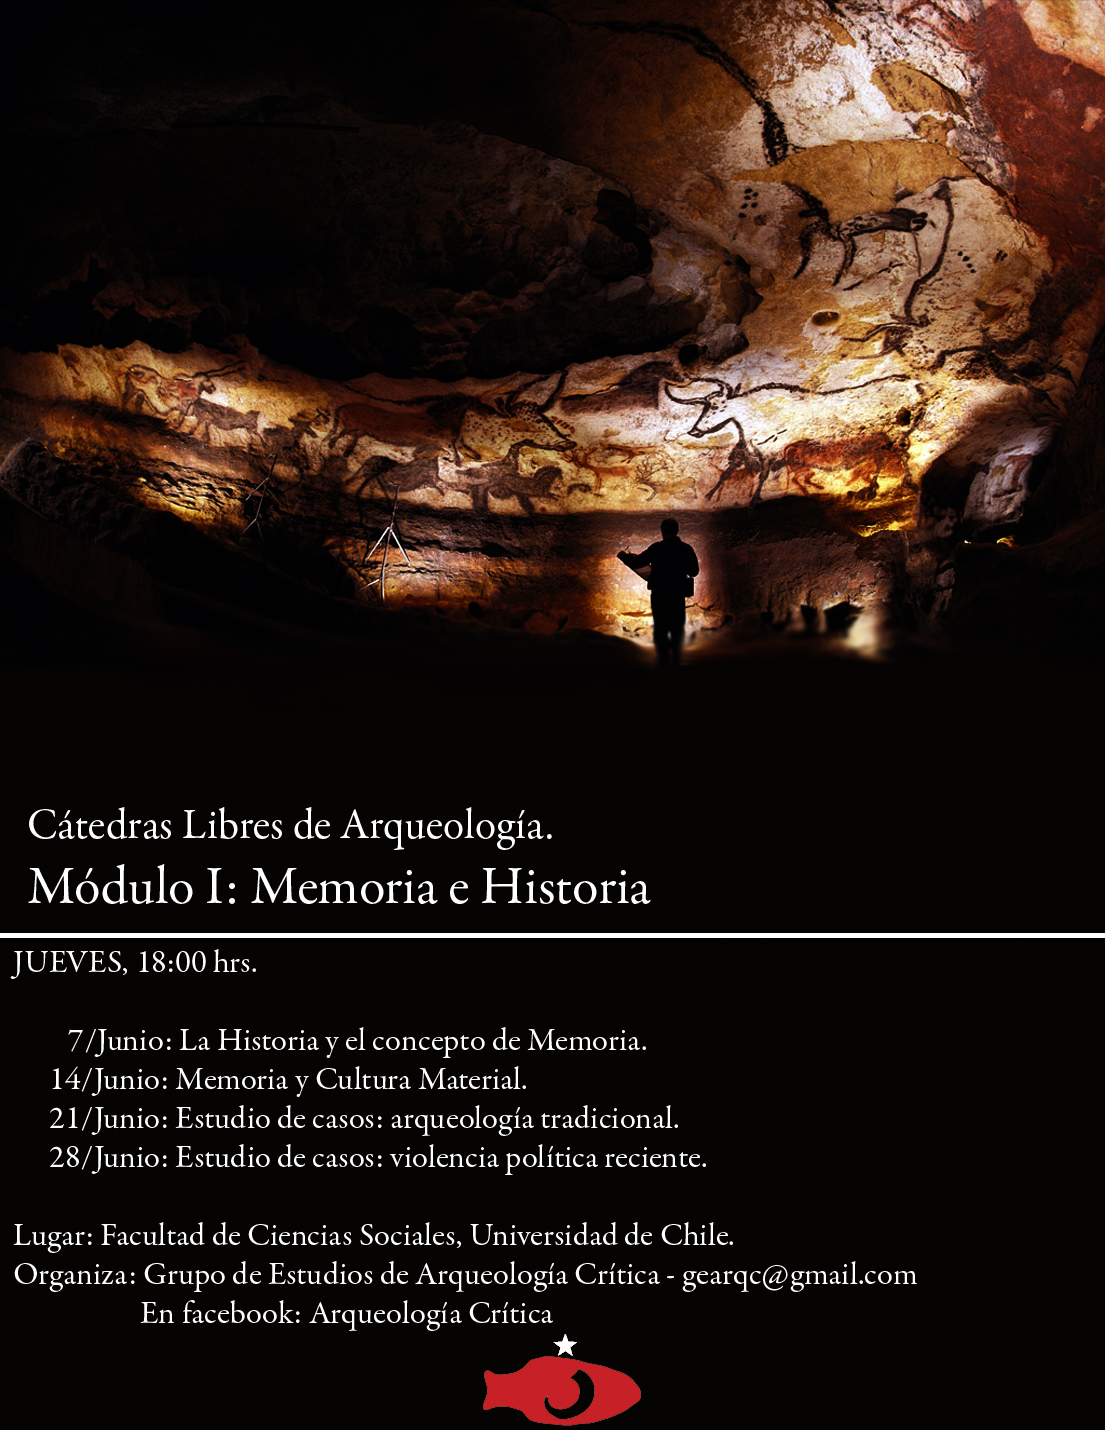 Cátedras Libres de Arqueología.
Módulo I: Memoria e Historia
JUEVES, 18:00 hrs.
7/Junio: La Historia y el concepto de Memoria.
14/Junio: Memoria y Cultura Material.
21/Junio: Estudio de casos: arqueología tradicional.
28/Junio: Estudio de casos: violencia política reciente.
Lugar: Facultad de Ciencias Sociales, Universidad de Chile.
Organiza: Grupo de Estudios de Arqueología Crítica - gearqc@gmail.com
En facebook: Arqueología Crítica